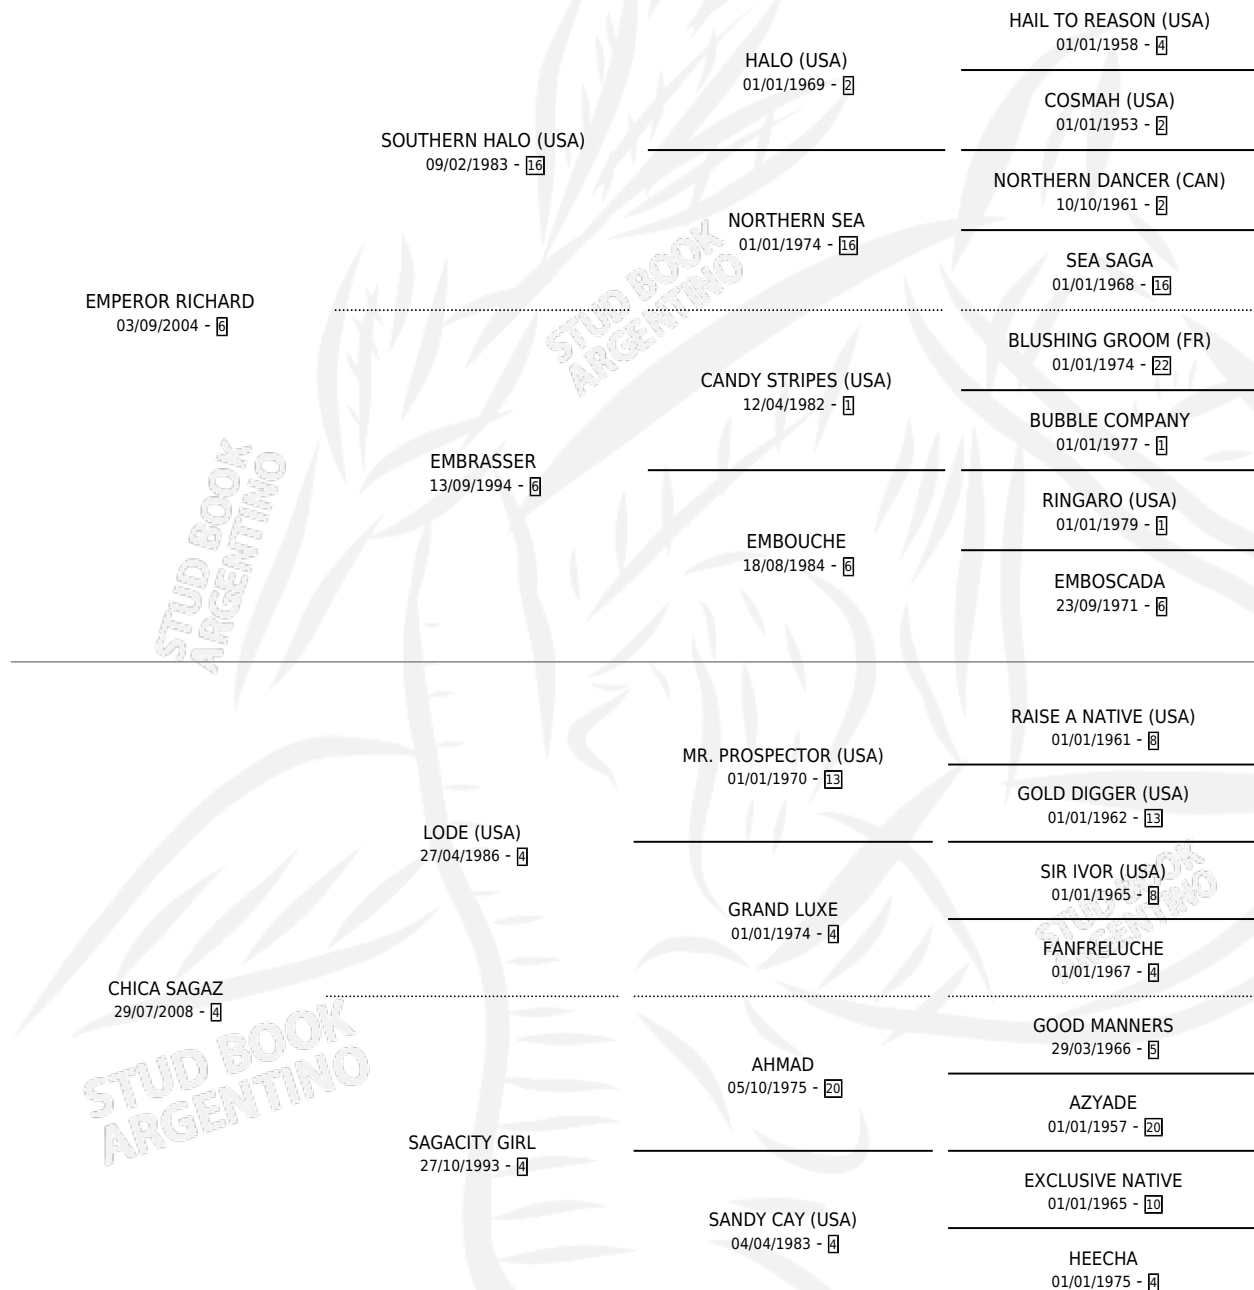 HAIL TO REASON (USA)
01/01/1958 - 4
HALO (USA)
01/01/1969 - 2
COSMAH (USA)
01/01/1953 - 2
SOUTHERN HALO (USA)
09/02/1983 - 16
NORTHERN DANCER (CAN)
10/10/1961 - 2
NORTHERN SEA
01/01/1974 - 16
SEA SAGA
01/01/1968 - 16
EMPEROR RICHARD
03/09/2004 - 6
STUD BOOK
ARGENTINO
BLUSHING GROOM (FR)
01/01/1974 - 22
CANDY STRIPES (USA)
12/04/1982 - 1
BUBBLE COMPANY
01/01/1977 - 1
EMBRASSER
13/09/1994 - 6
RINGARO (USA)
01/01/1979 - 1
EMBOUCHE
18/08/1984 - 6
EMBOSCADA
23/09/1971 - 6
STUD BOOK
ARGENTINO
RAISE A NATIVE (USA)
01/01/1961 - 8
MR. PROSPECTOR (USA)
01/01/1970 - 13
GOLD DIGGER (USA)
01/01/1962 - 13
LODE (USA)
27/04/1986 - 4
SIR IVOR (USA)
01/01/1965 - 8
GRAND LUXE
01/01/1974 - 4
STUD BOOK
ARGENTINO
FANFRELUCHE
01/01/1967 - 4
CHICA SAGAZ
29/07/2008 - 4
GOOD MANNERS
29/03/1966 - 5
AHMAD
05/10/1975 - 20
STUD BOOK
ARGENTINO
AZYADE
01/01/1957 - 20
SAGACITY GIRL
27/10/1993 - 4
EXCLUSIVE NATIVE
01/01/1965 - 10
SANDY CAY (USA)
04/04/1983 - 4
HEECHA
01/01/1975 - 4